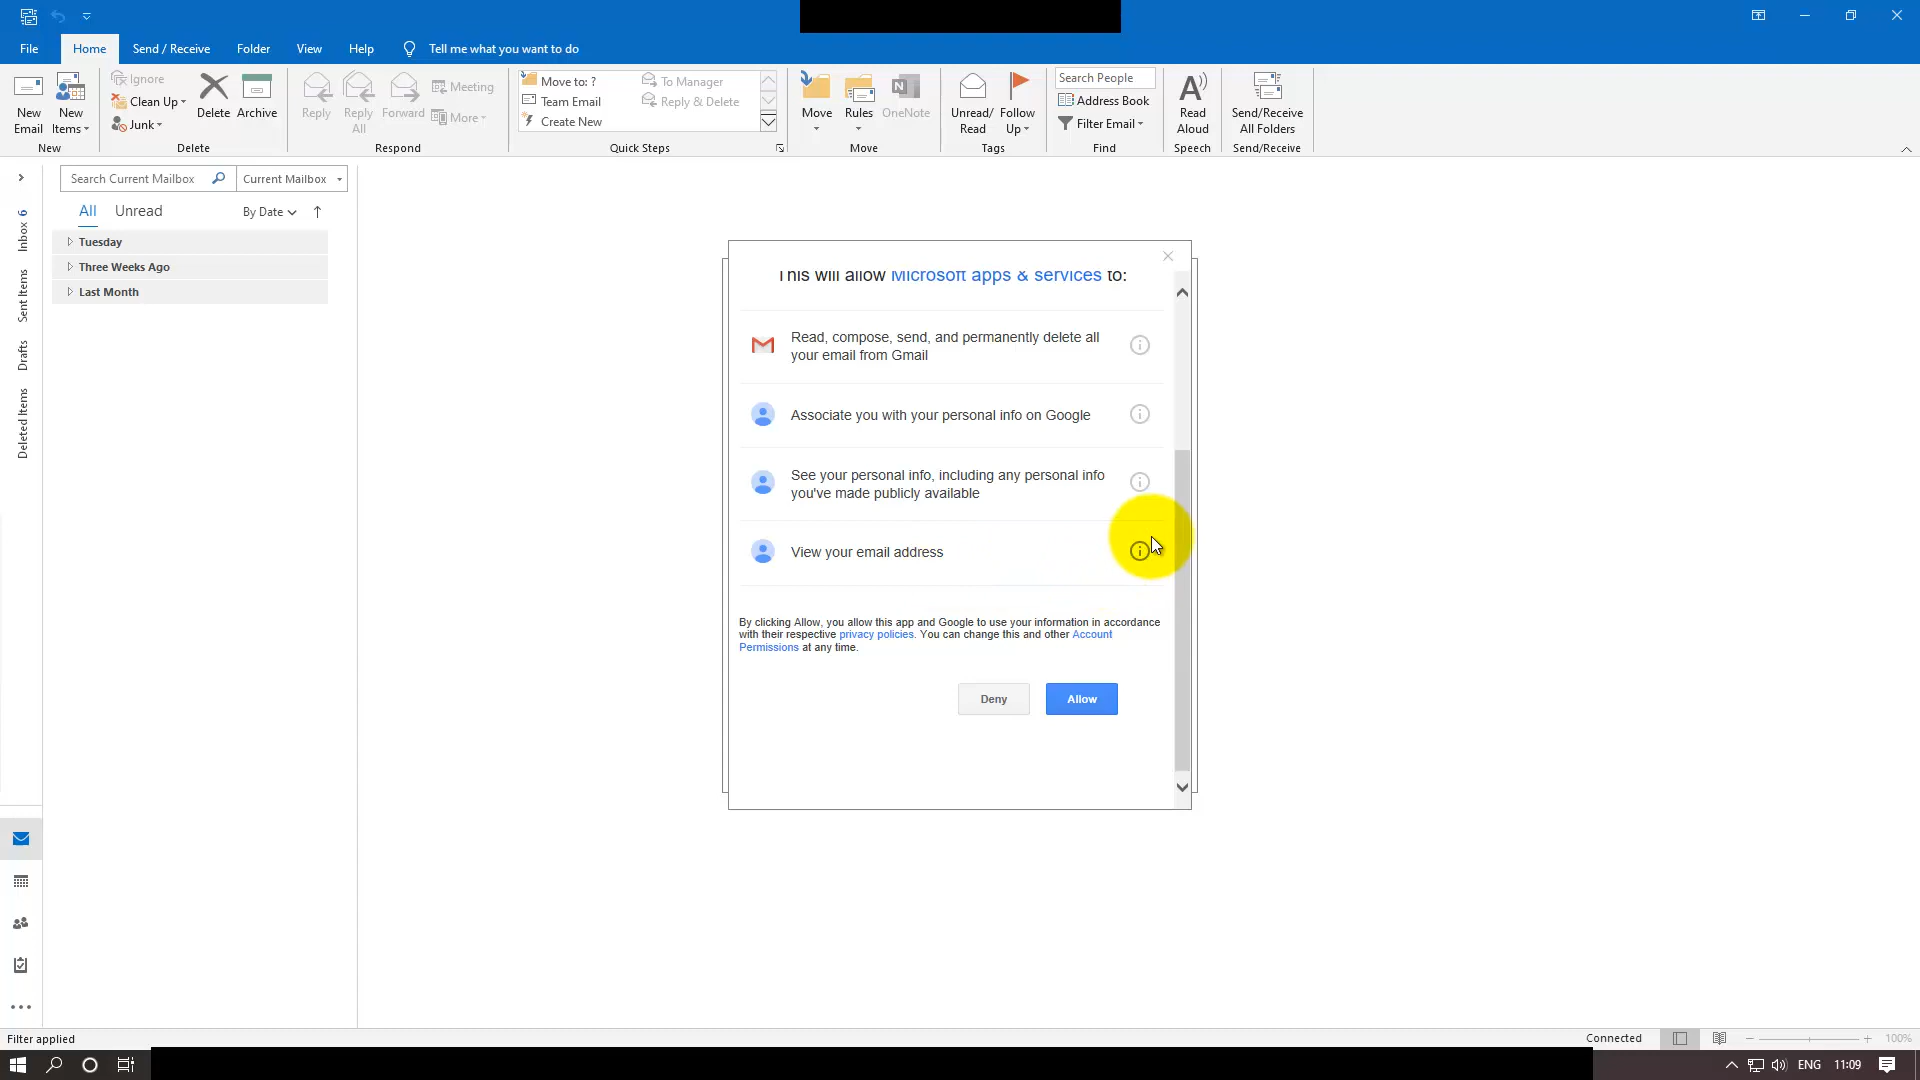 File
Home
Send / Receive
Folder
View
Help
Tell me what you want to do
New
Email
New
Items
New
Ignore
Clean Up
Junk
Delete
Archive
Delete
Reply
Reply
All
Forward
Meeting
More
Respond
Move to: ?
Team Email
Create New
To Manager
Reply & Delete
Quick Steps
Move
Rules
OneNote
Move
Unread/
Read
Follow
Up
Tags
Search People
Address Book
Filter Email
Find
Read
Aloud
Speech
Send/Receive
All Folders
Send/Receive
Search Current Mailbox
Current Mailbox
All
Unread
By Date
Tuesday
Three Weeks Ago
Last Month
Inbox 6
Sent Items
Drafts
Deleted Items
This will allow Microsoft apps & services to:
Read, compose, send, and permanently delete all
your email from Gmail
Associate you with your personal info on Google
See your personal info, including any personal info
you've made publicly available
View your email address
By clicking Allow, you allow this app and Google to use your information in accordance
with their respective privacy policies. You can change this and other Account
Permissions at any time.
Deny
Allow
Filter applied
Connected
100%
ENG
11:09